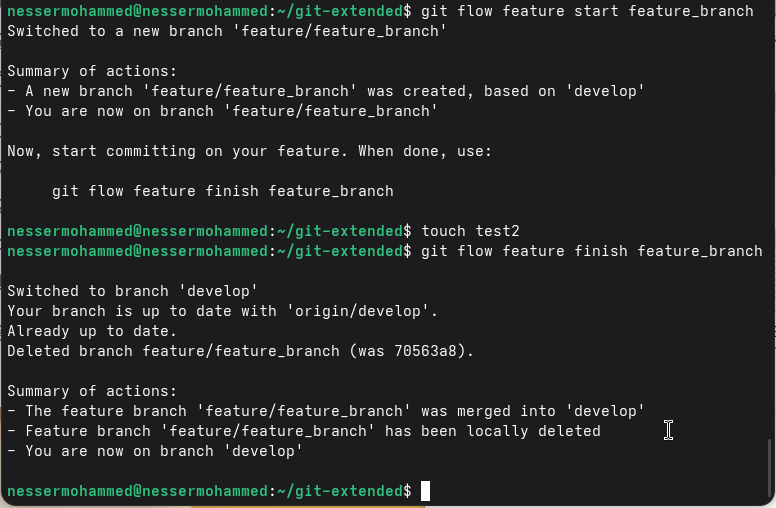 nessermohammed@nessermohammed:~/git-extended$ git flow feature start feature_branch
Switched to a new branch 'feature/feature_branch'
Summary of actions:
- A new branch 'feature/feature_branch' was created, based on 'develop'
- You are now on branch 'feature/feature_branch'
Now, start committing on your feature. When done, use:
git flow feature finish feature_branch
nessermohammed@nessermohammed:~/git-extended$ touch test2
nessermohammed@nessermohammed:~/git-extended$ git flow feature finish feature_branch
Switched to branch 'develop'
Your branch is up to date with 'origin/develop'.
Already up to date.
Deleted branch feature/feature_branch (was 70563a8).
Summary of actions:
- The feature branch 'feature/feature_branch' was merged into 'develop'
- Feature branch 'feature/feature_branch' has been locally deleted
- You are now on branch 'develop'
nessermohammed@nessermohammed:~/git-extended$